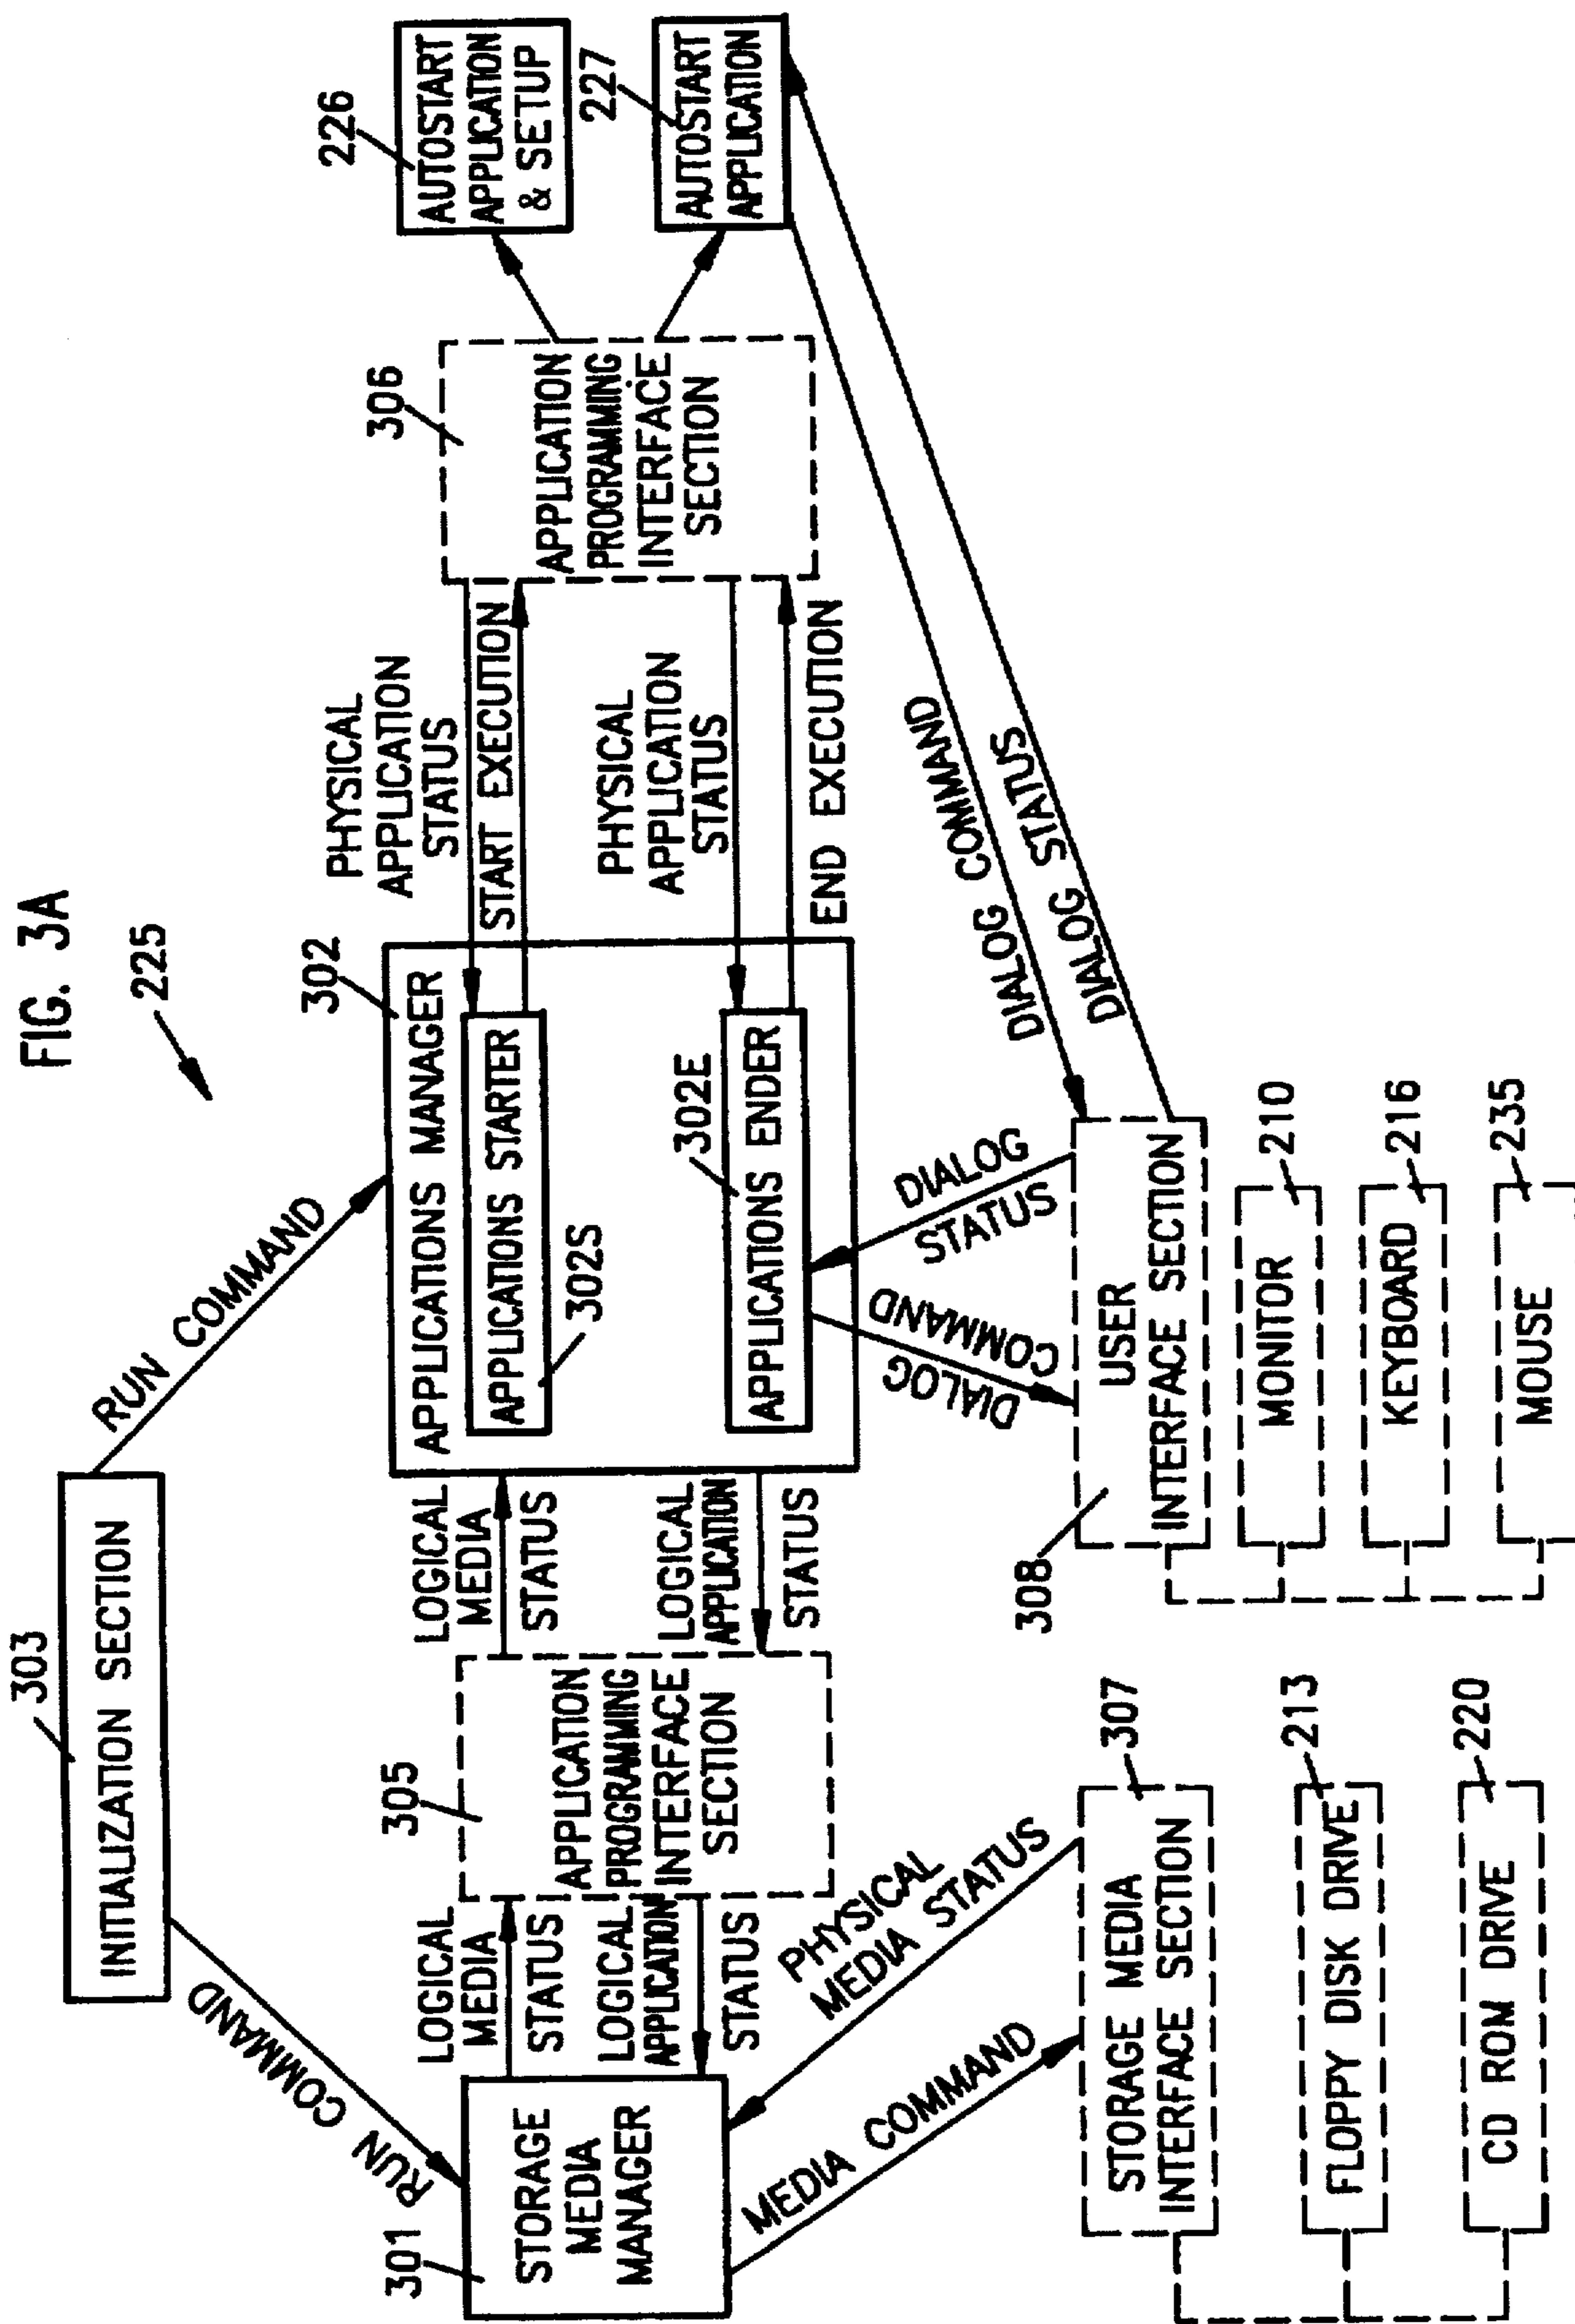 FIG. 3A
225
303
INITIALIZATION SECTION
RUN COMMAND
RUN COMMAND
301
STORAGE
MEDIA
MANAGER
LOGICAL
MEDIA
STATUS
LOGICAL
APPLICATION
STATUS
305
APPLICATION
PROGRAMMING
INTERFACE
SECTION
LOGICAL
MEDIA
STATUS
LOGICAL
APPLICATION
STATUS
302
APPLICATIONS MANAGER
APPLICATIONS STARTER
302S
302E
APPLICATIONS ENDER
PHYSICAL
APPLICATION
STATUS
START EXECUTION
PHYSICAL
APPLICATION
STATUS
END EXECUTION
306
APPLICATION
PROGRAMMING
INTERFACE
SECTION
226
AUTOSTART
APPLICATION
& SETUP
227
AUTOSTART
APPLICATION
MEDIA COMMAND
PHYSICAL
MEDIA STATUS
DIALOG
COMMAND
DIALOG
STATUS
DIALOG COMMAND
DIALOG STATUS
307
STORAGE MEDIA
INTERFACE SECTION
213
FLOPPY DISK DRIVE
220
CD ROM DRIVE
308
USER
INTERFACE SECTION
210
MONITOR
216
KEYBOARD
235
MOUSE